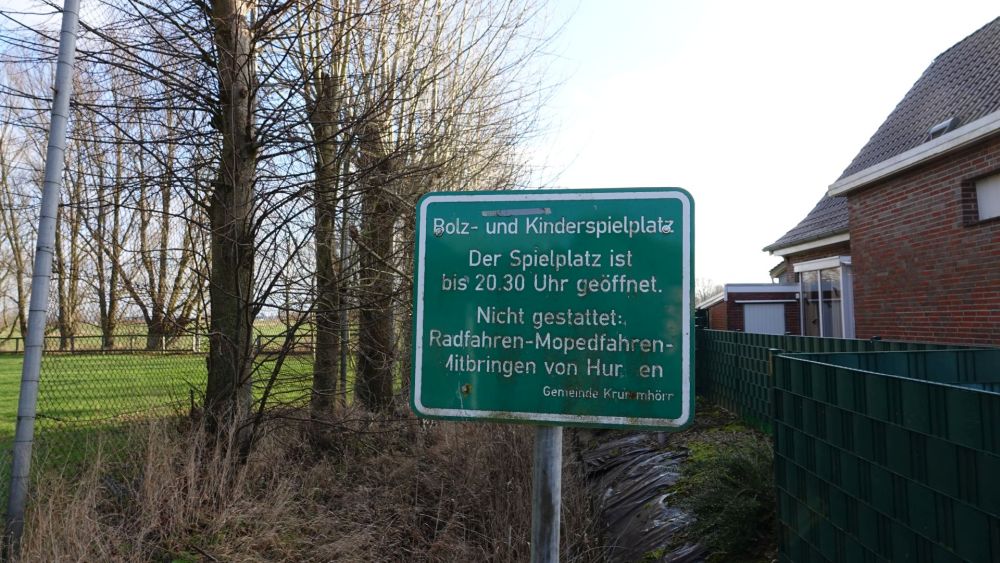 Bolz- und Kinderspielplatz
Der Spielplatz ist
bis 20.30 Uhr geöffnet.
Nicht gestattet:
Radfahren-Mopedfahren-
Mitbringen von Hunden
Gemeinde Krummhörn